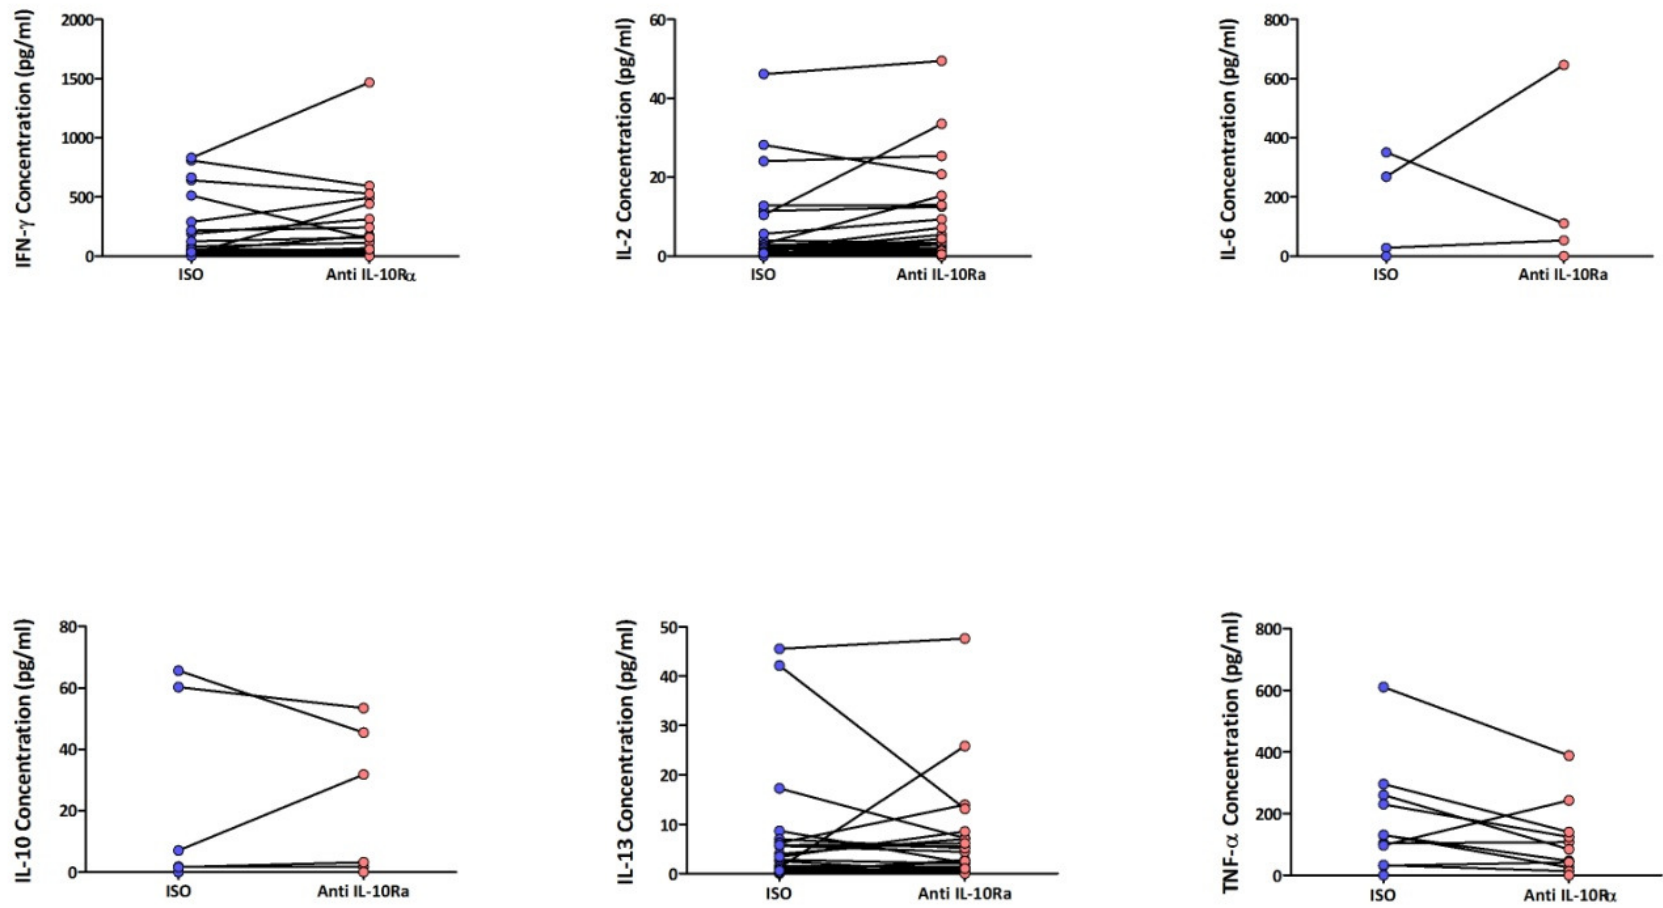 IFN-γ Concentration (pg/ml)
2000
1500
1000
500
0
ISO
Anti IL-10Rα
IL-2 Concentration (pg/ml)
60
40
20
0
ISO
Anti IL-10Ra
IL-6 Concentration (pg/ml)
800
600
400
200
0
ISO
Anti IL-10Ra
IL-10 Concentration (pg/ml)
80
60
40
20
0
ISO
Anti IL-10Ra
IL-13 Concentration (pg/ml)
50
40
30
20
10
0
ISO
Anti IL-10Ra
TNF-α Concentration (pg/ml)
800
600
400
200
0
ISO
Anti IL-10Rα